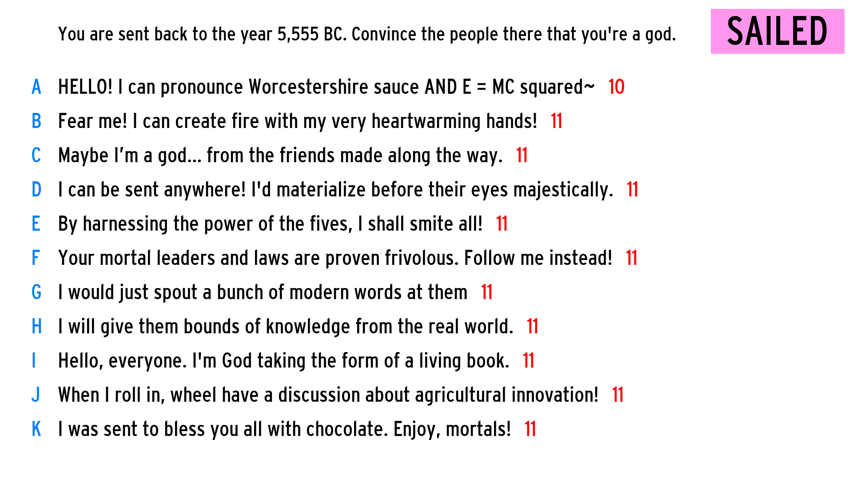 You are sent back to the year 5,555 BC. Convince the people there that you're a god.
SAILED
A HELLO! I can pronounce Worcestershire sauce AND E = MC squared~ 10
B Fear me! I can create fire with my very heartwarming hands! 11
C Maybe I’m a god... from the friends made along the way. 11
D I can be sent anywhere! I'd materialize before their eyes majestically. 11
E By harnessing the power of the fives, I shall smite all! 11
F Your mortal leaders and laws are proven frivolous. Follow me instead! 11
G I would just spout a bunch of modern words at them 11
H I will give them bounds of knowledge from the real world. 11
I Hello, everyone. I'm God taking the form of a living book. 11
J When I roll in, wheel have a discussion about agricultural innovation! 11
K I was sent to bless you all with chocolate. Enjoy, mortals! 11